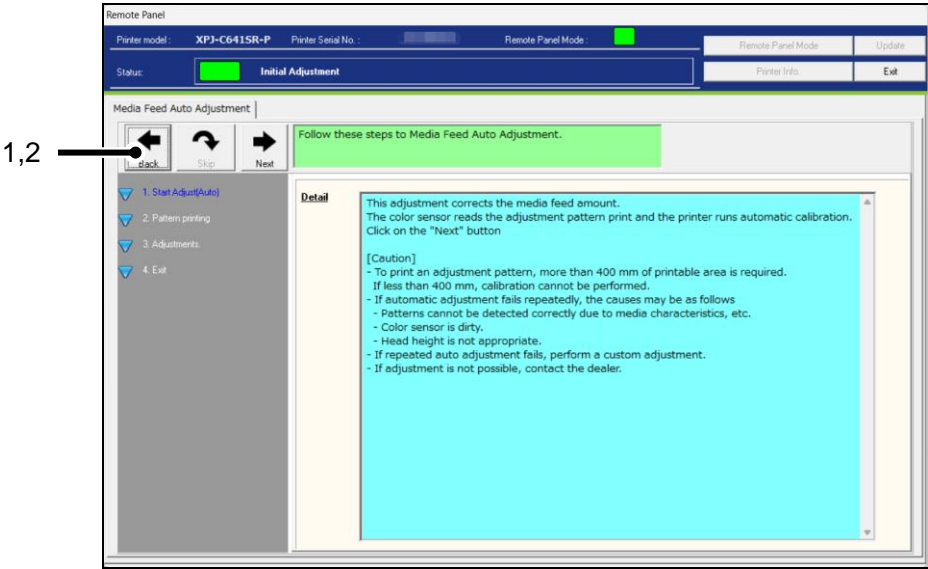 Remote Panel
Printer model : XPJ-C641SR-P Printer Serial No. : Remote Panel Mode : Remote Panel Mode Update
Status: Initial Adjustment Printer Info. Exit
Media Feed Auto Adjustment
1,2
Back Skip Next
Follow these steps to Media Feed Auto Adjustment.
1. Start Adjust(Auto)
2. Pattern printing
3. Adjustments.
4. Exit
Detail
This adjustment corrects the media feed amount.
The color sensor reads the adjustment pattern print and the printer runs automatic calibration.
Click on the "Next" button
[Caution]
- To print an adjustment pattern, more than 400 mm of printable area is required.
If less than 400 mm, calibration cannot be performed.
- If automatic adjustment fails repeatedly, the causes may be as follows
- Patterns cannot be detected correctly due to media characteristics, etc.
- Color sensor is dirty.
- Head height is not appropriate.
- If repeated auto adjustment fails, perform a custom adjustment.
- If adjustment is not possible, contact the dealer.